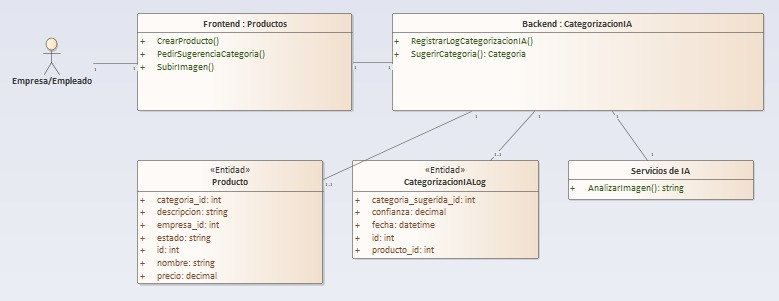 Empresa/Empleado
1
1
Frontend : Productos
+ CrearProducto()
+ PedirSugerenciaCategoria()
+ SubirImagen()
1
1
Backend : CategorizacionIA
+ RegistrarLogCategorizacionIA()
+ SugerirCategoria(): Categoria
1
1
1
1..1
1..1
1
«Entidad»
Producto
+ categoria_id: int
+ descripcion: string
+ empresa_id: int
+ estado: string
+ id: int
+ nombre: string
+ precio: decimal
«Entidad»
CategorizacionIALog
+ categoria_sugerida_id: int
+ confianza: decimal
+ fecha: datetime
+ id: int
+ producto_id: int
Servicios de IA
+ AnalizarImagen(): string